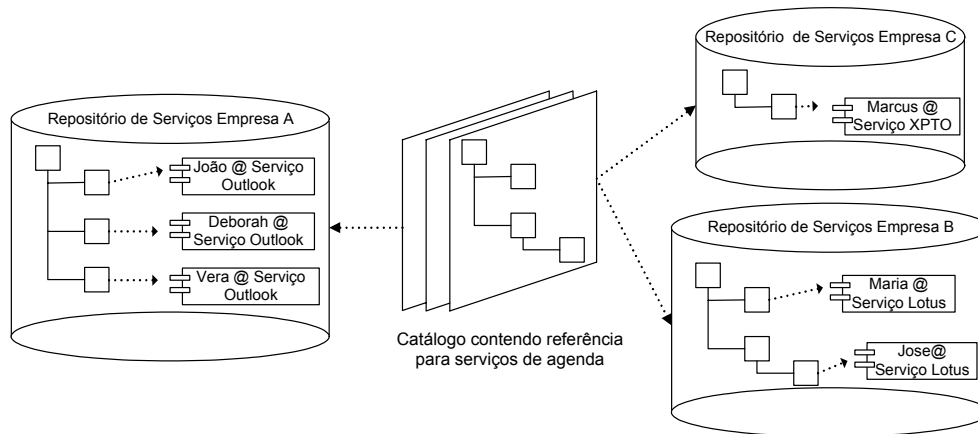 Repositório de Serviços Empresa A
João @ Serviço
Outlook
Deborah @
Serviço Outlook
Vera @ Serviço
Outlook
Catálogo contendo referência
para serviços de agenda
Repositório de Serviços Empresa C
Marcus @
Serviço XPTO
Repositório de Serviços Empresa B
Maria @
Serviço Lotus
Jose@
Serviço Lotus